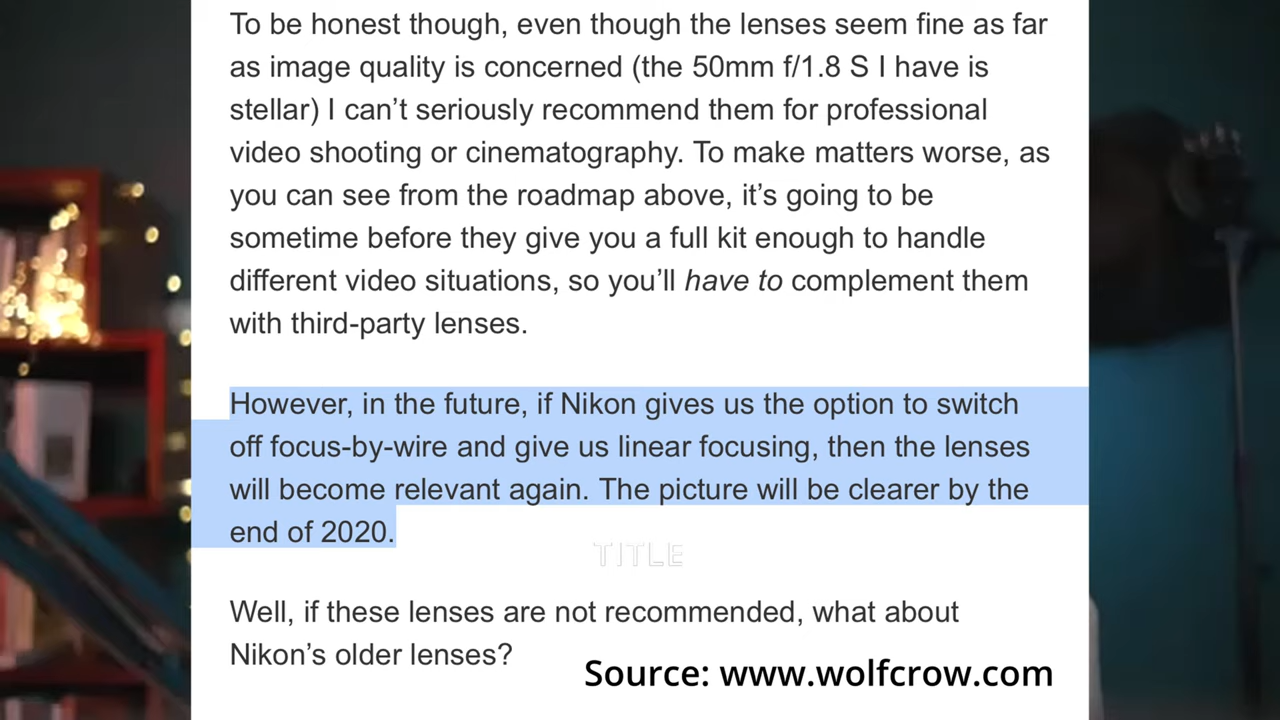 To be honest though, even though the lenses seem fine as far
as image quality is concerned (the 50mm f/1.8 S I have is
stellar) I can’t seriously recommend them for professional
video shooting or cinematography. To make matters worse, as
you can see from the roadmap above, it’s going to be
sometime before they give you a full kit enough to handle
different video situations, so you’ll have to complement them
with third-party lenses.
However, in the future, if Nikon gives us the option to switch
off focus-by-wire and give us linear focusing, then the lenses
will become relevant again. The picture will be clearer by the
end of 2020.
TITLE
Well, if these lenses are not recommended, what about
Nikon’s older lenses?
Source: www.wolfcrow.com